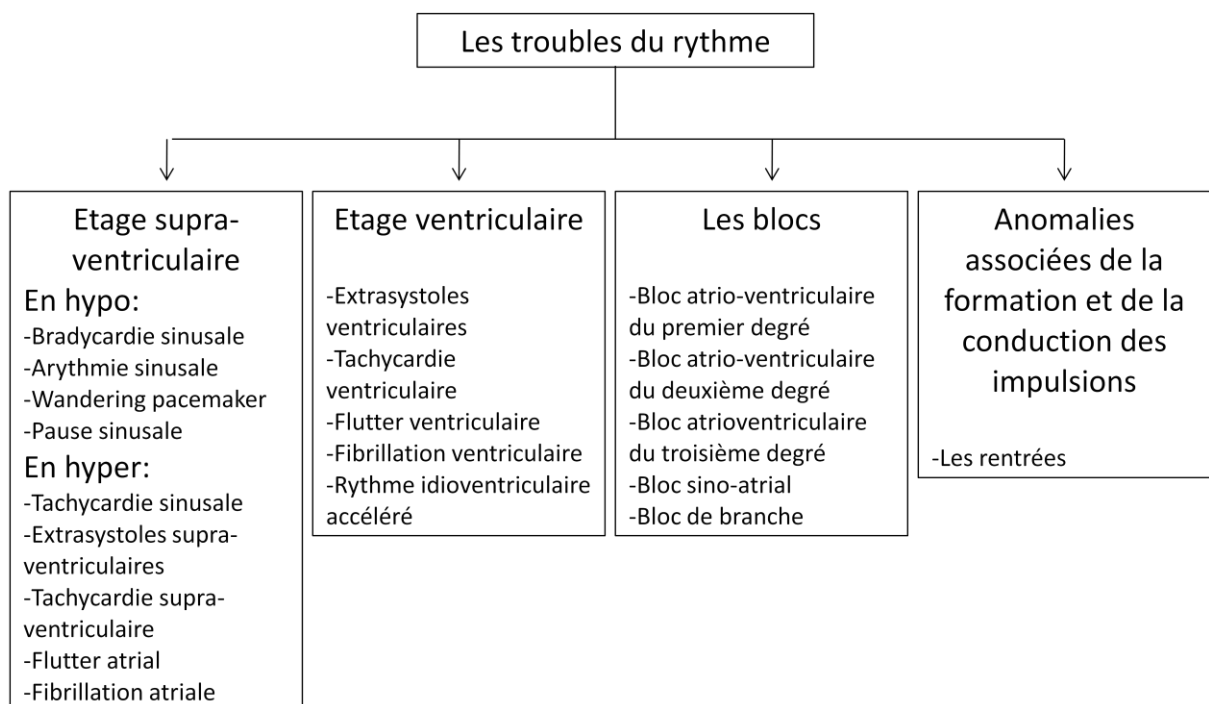 Les troubles du rythme
Etage supra-
ventriculaire
En hypo:
-Bradycardie sinusale
-Arythmie sinusale
-Wandering pacemaker
-Pause sinusale
En hyper:
-Tachycardie sinusale
-Extrasystoles supra-
ventriculaires
-Tachycardie supra-
ventriculaire
-Flutter atrial
-Fibrillation atriale
Etage ventriculaire
-Extrasystoles
ventriculaires
-Tachycardie
ventriculaire
-Flutter ventriculaire
-Fibrillation ventriculaire
-Rythme idioventriculaire
accéléré
Les blocs
-Bloc atrio-ventriculaire
du premier degré
-Bloc atrio-ventriculaire
du deuxième degré
-Bloc atrioventriculaire
du troisième degré
-Bloc sino-atrial
-Bloc de branche
Anomalies
associées de la
formation et de la
conduction des
impulsions
-Les rentrées